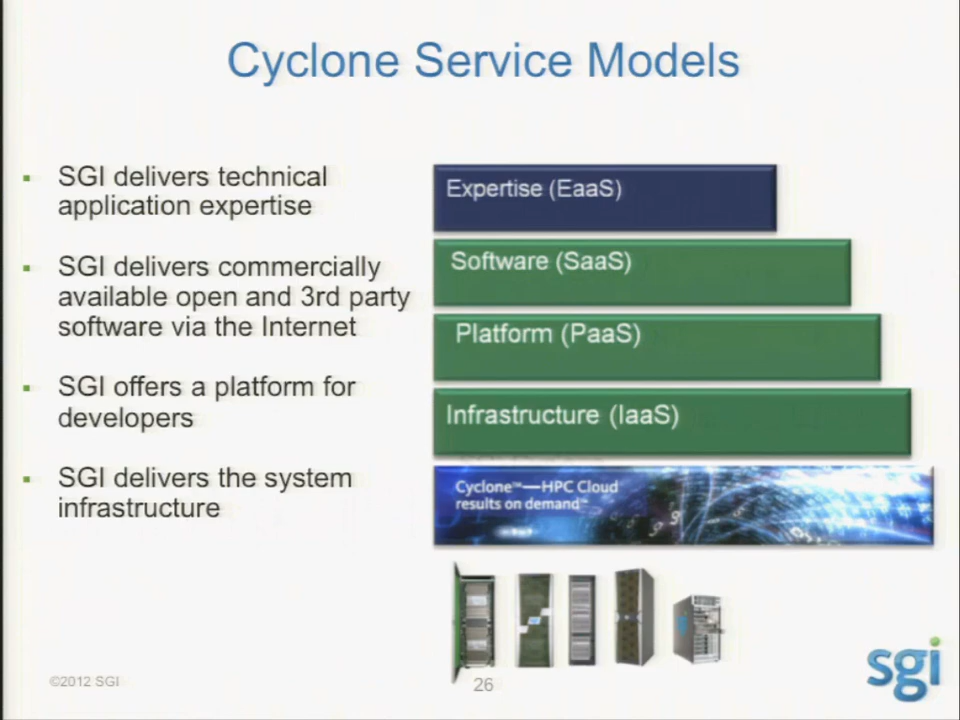 Cyclone Service Models
SGI delivers technical
application expertise
SGI delivers commercially
available open and 3rd party
software via the Internet
SGI offers a platform for
developers
SGI delivers the system
infrastructure
Expertise (EaaS)
Software (SaaS)
Platform (PaaS)
Infrastructure (IaaS)
Cyclone™—HPC Cloud
results on demand™
©2012 SGI
26
sgi